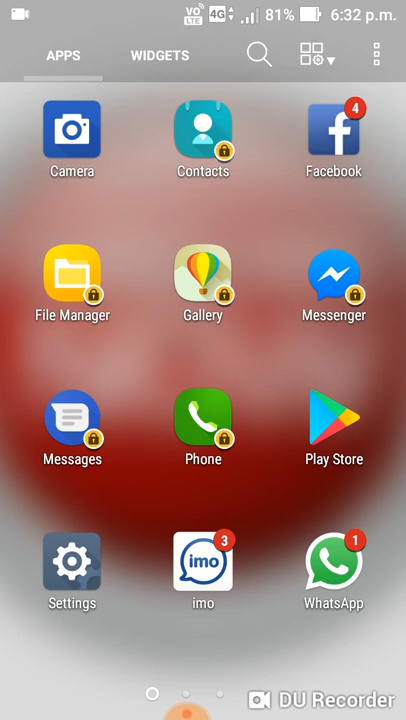 VO LTE 4G 81% 6:32 p.m.
APPS WIDGETS
4
Camera Contacts Facebook
File Manager Gallery Messenger
Messages Phone Play Store
imo 3 1
Settings imo WhatsApp
DU Recorder